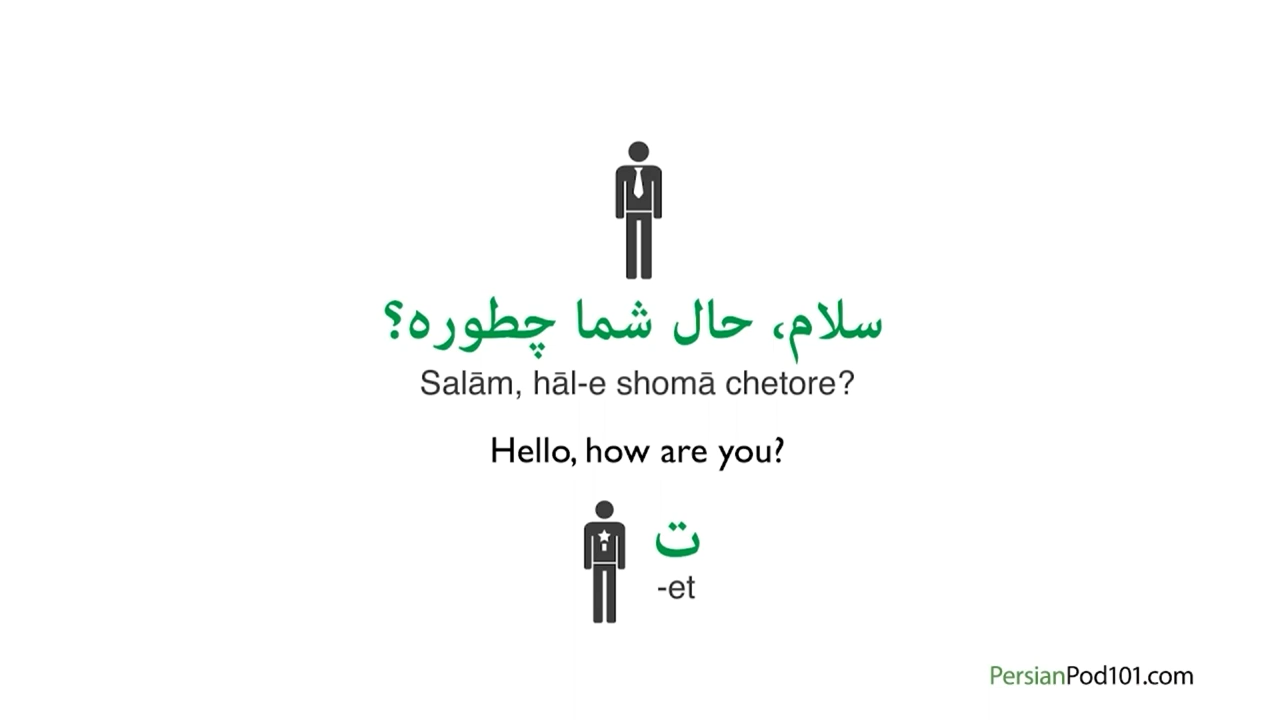 سلام، حال شما چطوره؟
Salām, hāl-e shomā chetore?
Hello, how are you?
ت
-et
PersianPod101.com